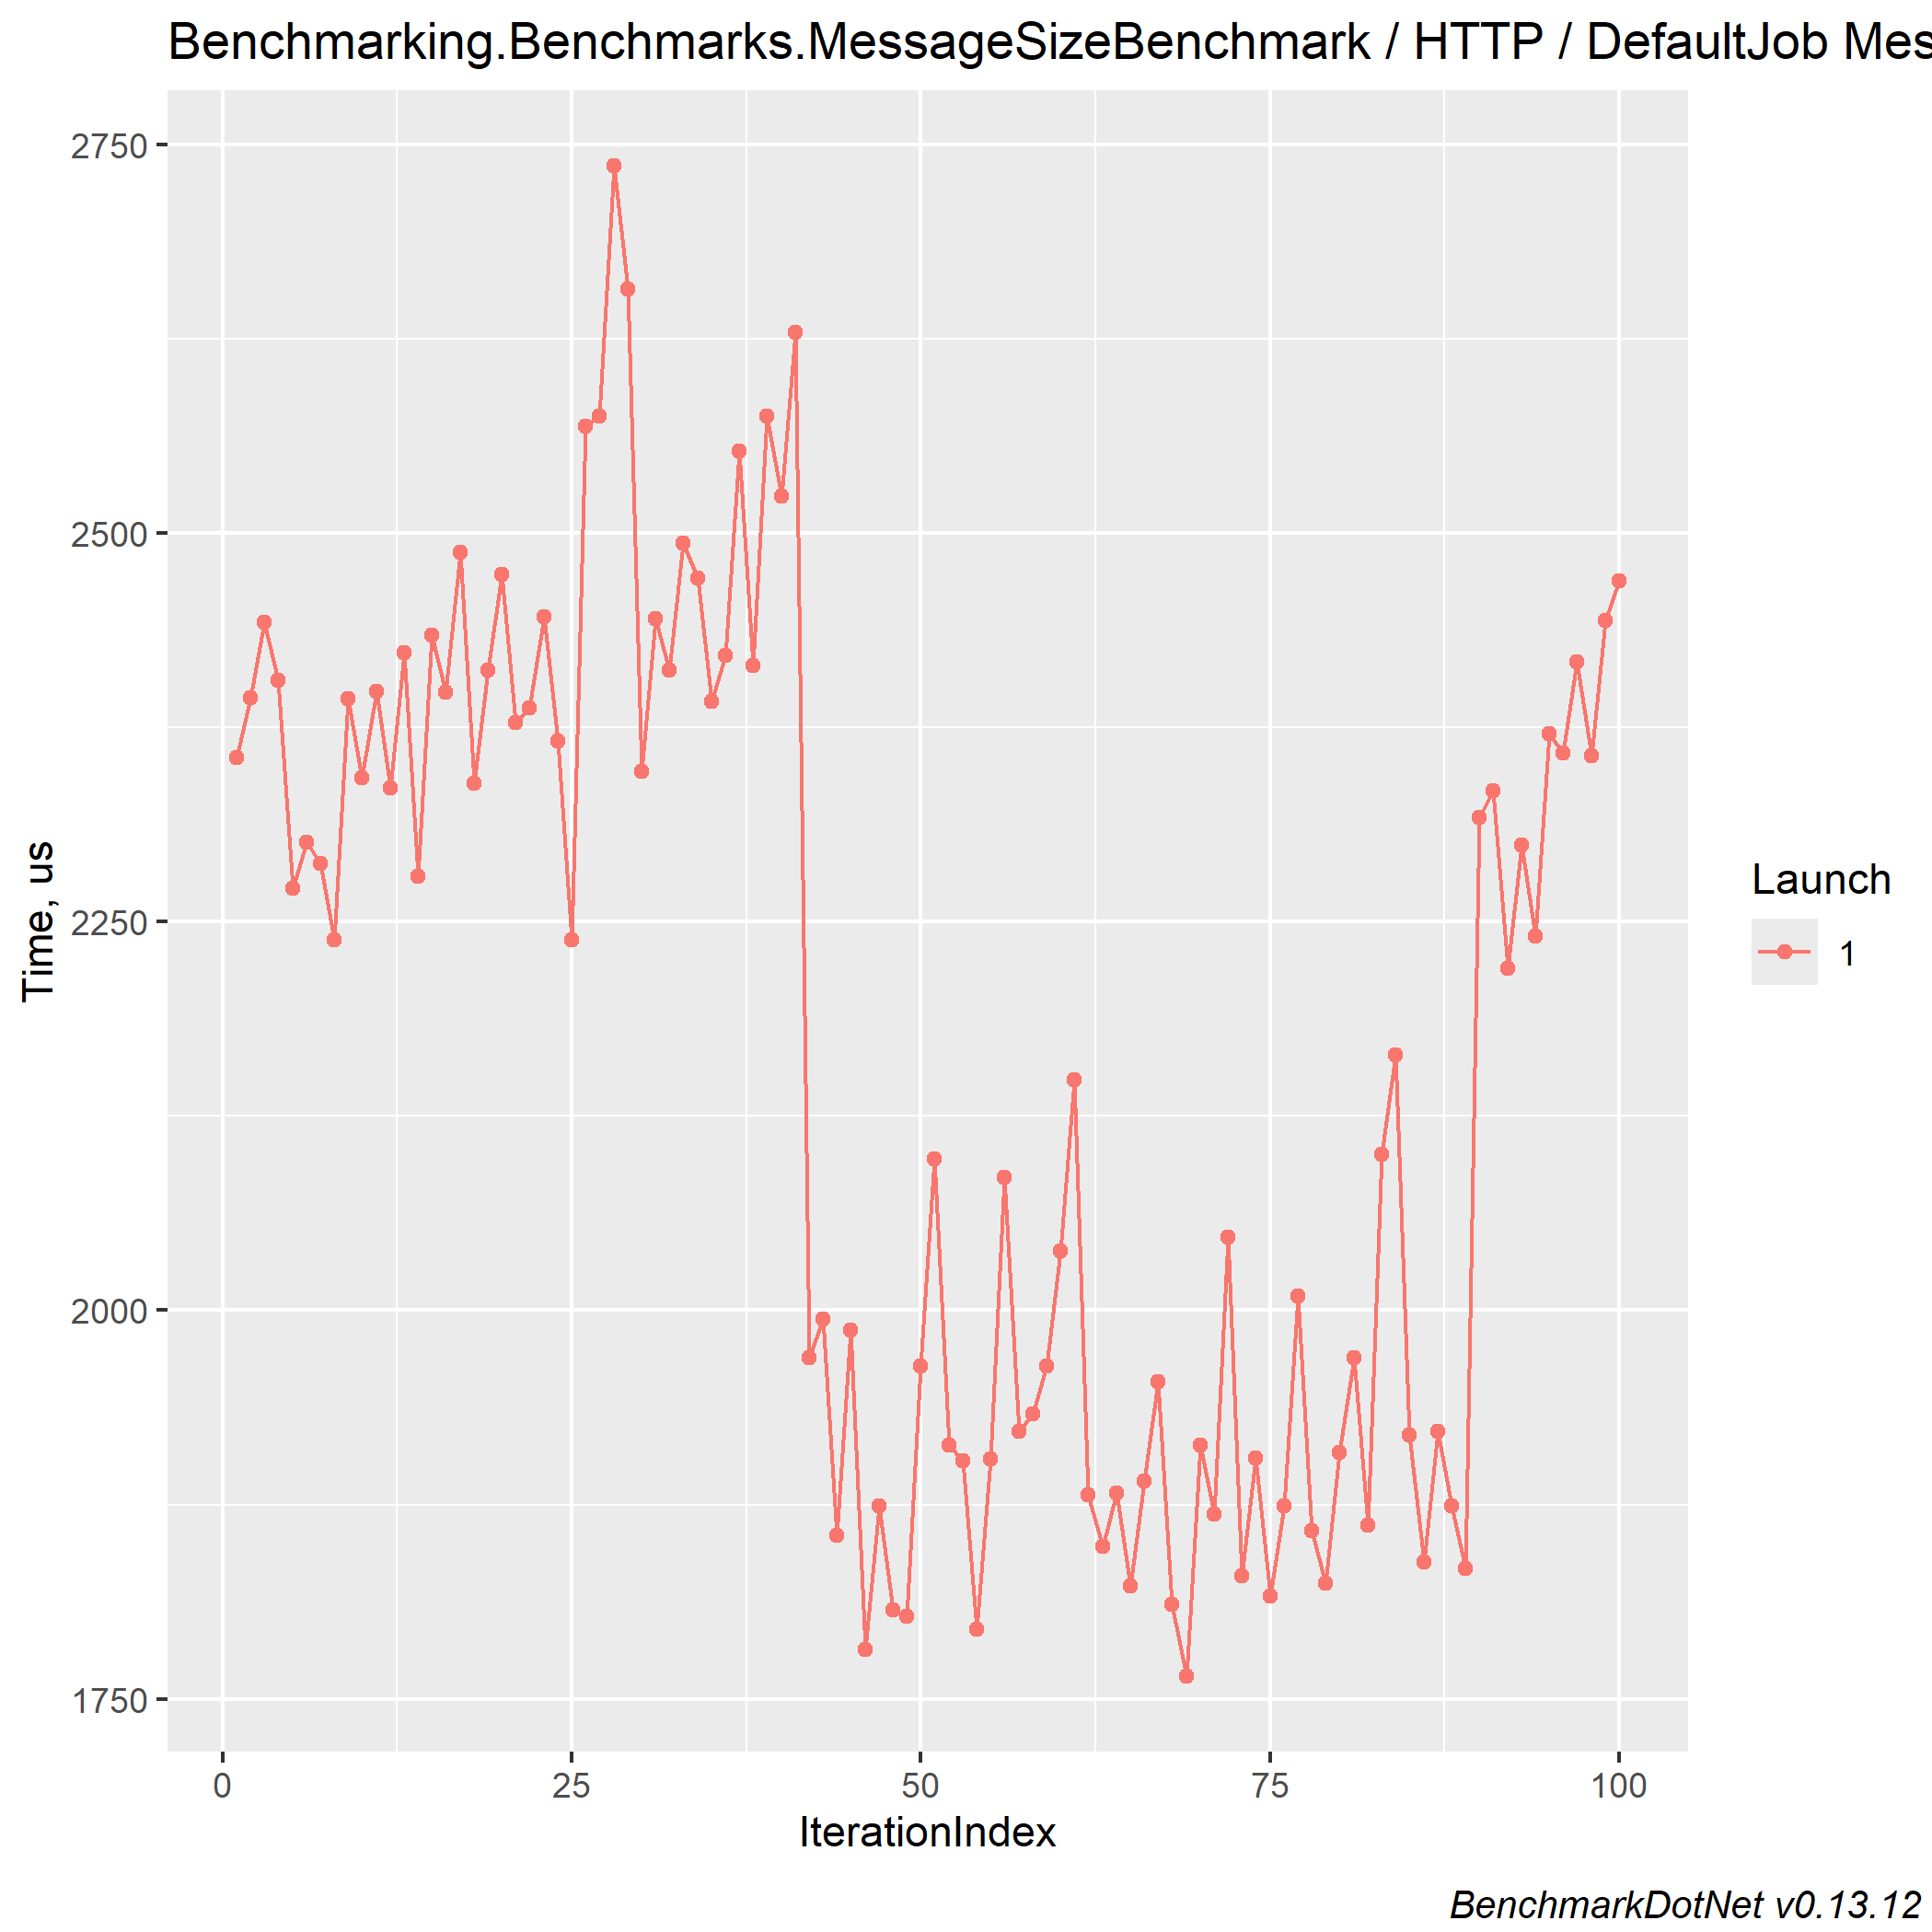 Benchmarking.Benchmarks.MessageSizeBenchmark / HTTP / DefaultJob Mes
2750
2500
2250
2000
1750
Time, us
0 25 50 75 100
IterationIndex
Launch
1
BenchmarkDotNet v0.13.12